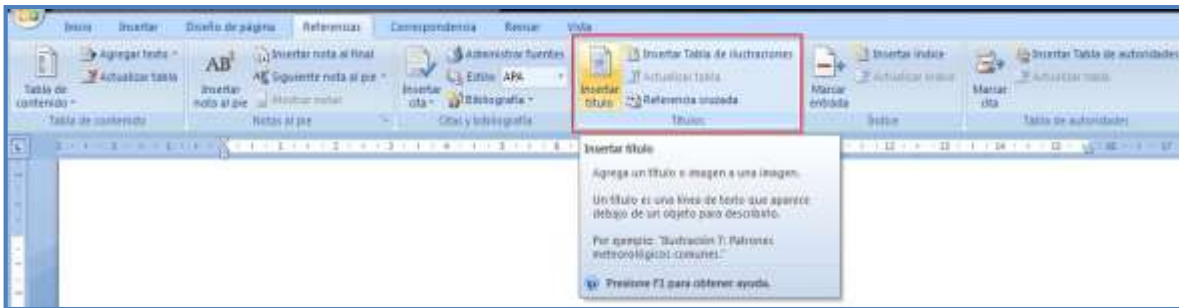 Inicio Insertar Diseño de página Referencias Correspondencia Revisar Vista
Tabla de contenido
Agregar texto
Actualizar tabla
Tabla de contenido
AB¹
Insertar nota al pie
Insertar nota al final
Siguiente nota al pie
Mostrar notas
Notas al pie
Insertar cita
Administrar fuentes
Estilo: APA
Bibliografía
Citas y bibliografía
Insertar título
Insertar Tabla de ilustraciones
Actualizar tabla
Referencia cruzada
Títulos
Marcar entrada
Insertar índice
Actualizar índice
Índice
Marcar cita
Insertar Tabla de autoridades
Actualizar tabla
Tabla de autoridades
Insertar título
Agrega un título o imagen a una imagen.
Un título es una línea de texto que aparece
debajo de un objeto para describirlo.
Por ejemplo: "Ilustración 7: Patrones
meteorológicos comunes."
Presione F1 para obtener ayuda.